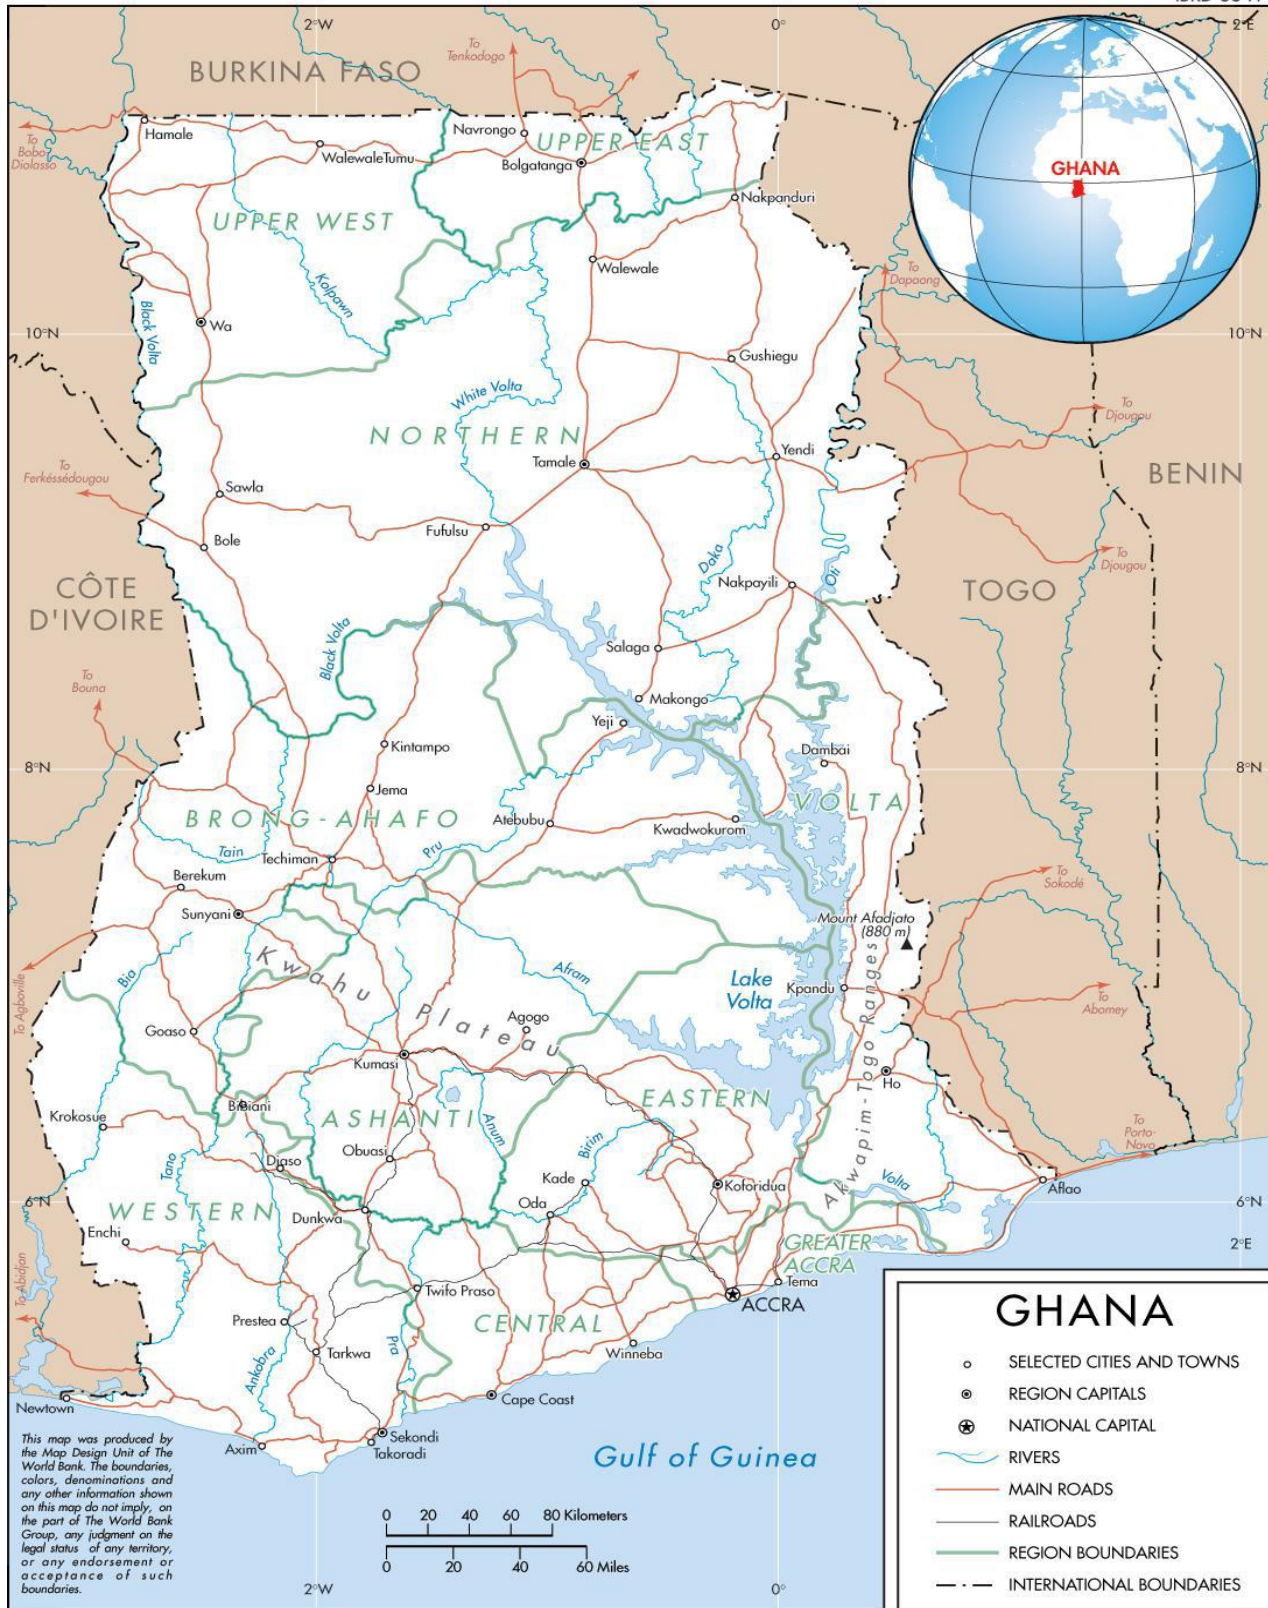 2°W
0°
2°E
To
Tenkodogo
BURKINA FASO
Hamale
Navrongo
UPPER EAST
To
Bobo-
Dialasso
WalewaleTumu
Bolgatanga
GHANA
Nakpanduri
UPPER WEST
Walewale
To
Dapaong
Kolpawn
Black Volta
Wa
10°N
10°N
Gushiegu
White Volta
To
Djougou
NORTHERN
Tamale
Yendi
BENIN
To
Ferkéssédougou
Sawla
Fufulsu
Bole
Daka
To
Djougou
Oti
CÔTE
D'IVOIRE
Nakpayili
TOGO
Black Volta
Salaga
To
Bouna
Makongo
Yeji
Kintampo
Dambai
8°N
8°N
Jema
VOLTA
BRONG-AHAFO
Atebubu
Kwadwokurom
Tain
Techiman
Pru
Berekum
To
Sokodé
Sunyani
Mount Afadjato
(880 m)
Kwahu Plateau
Bia
Afram
Lake
Volta
Kpandu
To
Abomey
To Agboville
Goaso
Agogo
Akwapim-Togo Ranges
Kumasi
Ho
Bibiani
EASTERN
Krokosue
ASHANTI
Anum
Birim
To
Porto-
Novo
Obuasi
Diaso
Tano
Kade
Koforidua
Volta
Aflao
6°N
6°N
WESTERN
Dunkwa
Oda
Enchi
GREATER
ACCRA
2°E
To Abidjan
Tema
Twifo Praso
ACCRA
Prestea
CENTRAL
Pra
Tarkwa
Winneba
Ankobra
Cape Coast
Newtown
Sekondi
Takoradi
Axim
Gulf of Guinea
This map was produced by
the Map Design Unit of The
World Bank. The boundaries,
colors, denominations and
any other information shown
on this map do not imply, on
the part of The World Bank
Group, any judgment on the
legal status of any territory,
or any endorsement or
acceptance of such
boundaries.
0 20 40 60 80 Kilometers
0 20 40 60 Miles
2°W
0°
GHANA
SELECTED CITIES AND TOWNS
REGION CAPITALS
NATIONAL CAPITAL
RIVERS
MAIN ROADS
RAILROADS
REGION BOUNDARIES
INTERNATIONAL BOUNDARIES